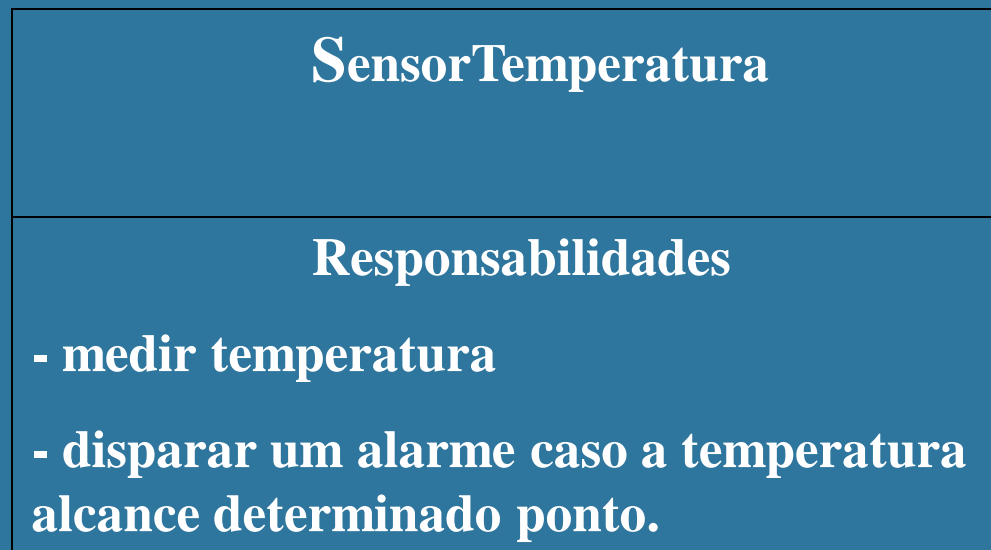 SensorTemperatura
Responsabilidades
- medir temperatura
- disparar um alarme caso a temperatura
alcance determinado ponto.